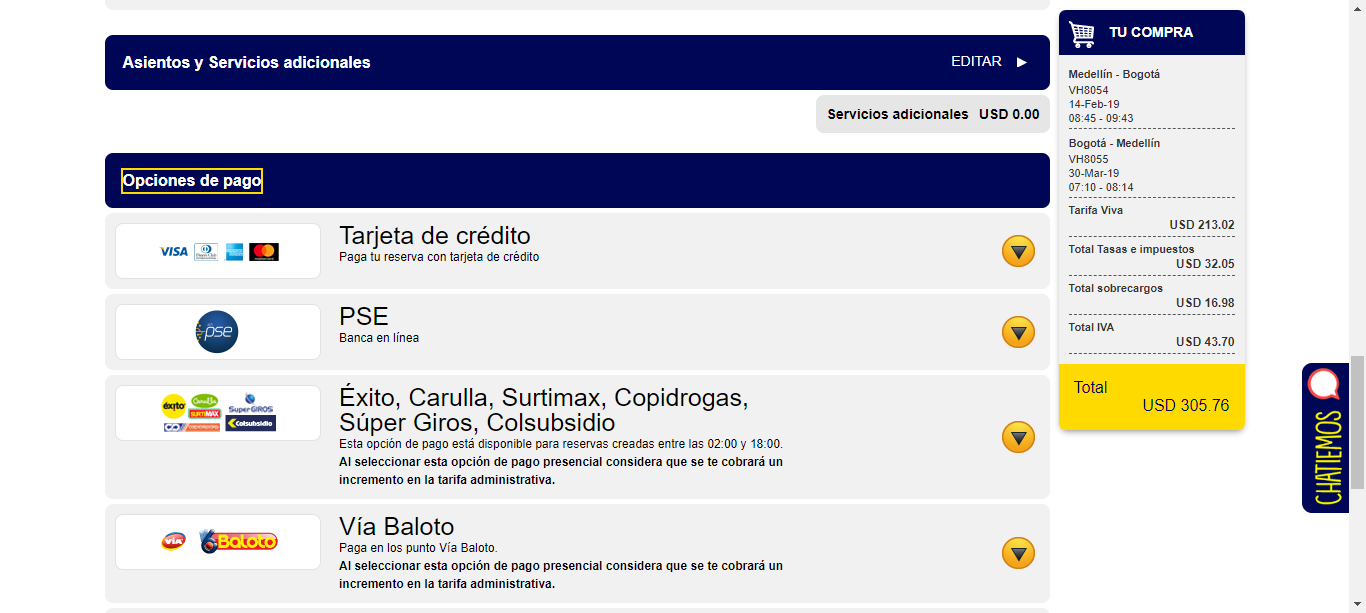 Asientos y Servicios adicionales
EDITAR
Servicios adicionales USD 0.00
Opciones de pago
VISA
Tarjeta de crédito
Paga tu reserva con tarjeta de crédito
pse
PSE
Banca en línea
éxito
Carulla
SURTIMAX
SuperGIROS
Colsubsidio
Éxito, Carulla, Surtimax, Copidrogas,
Súper Giros, Colsubsidio
Esta opción de pago está disponible para reservas creadas entre las 02:00 y 18:00.
Al seleccionar esta opción de pago presencial considera que se te cobrará un
incremento en la tarifa administrativa.
VIA
Baloto
Vía Baloto
Paga en los punto Vía Baloto.
Al seleccionar esta opción de pago presencial considera que se te cobrará un
incremento en la tarifa administrativa.
TU COMPRA
Medellín - Bogotá
VH8054
14-Feb-19
08:45 - 09:43
Bogotá - Medellín
VH8055
30-Mar-19
07:10 - 08:14
Tarifa Viva
USD 213.02
Total Tasas e impuestos
USD 32.05
Total sobrecargos
USD 16.98
Total IVA
USD 43.70
Total
USD 305.76
CHATIEMOS